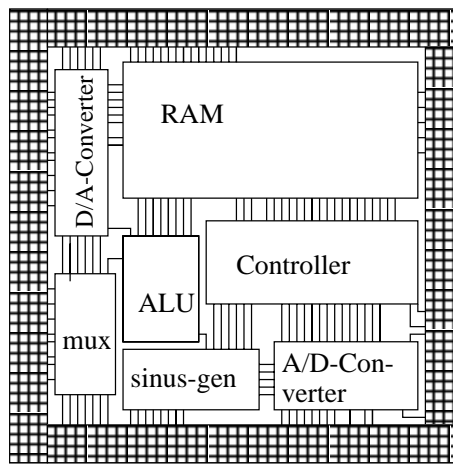 D/A-Converter
RAM
Controller
ALU
mux
sinus-gen
A/D-Con-
verter